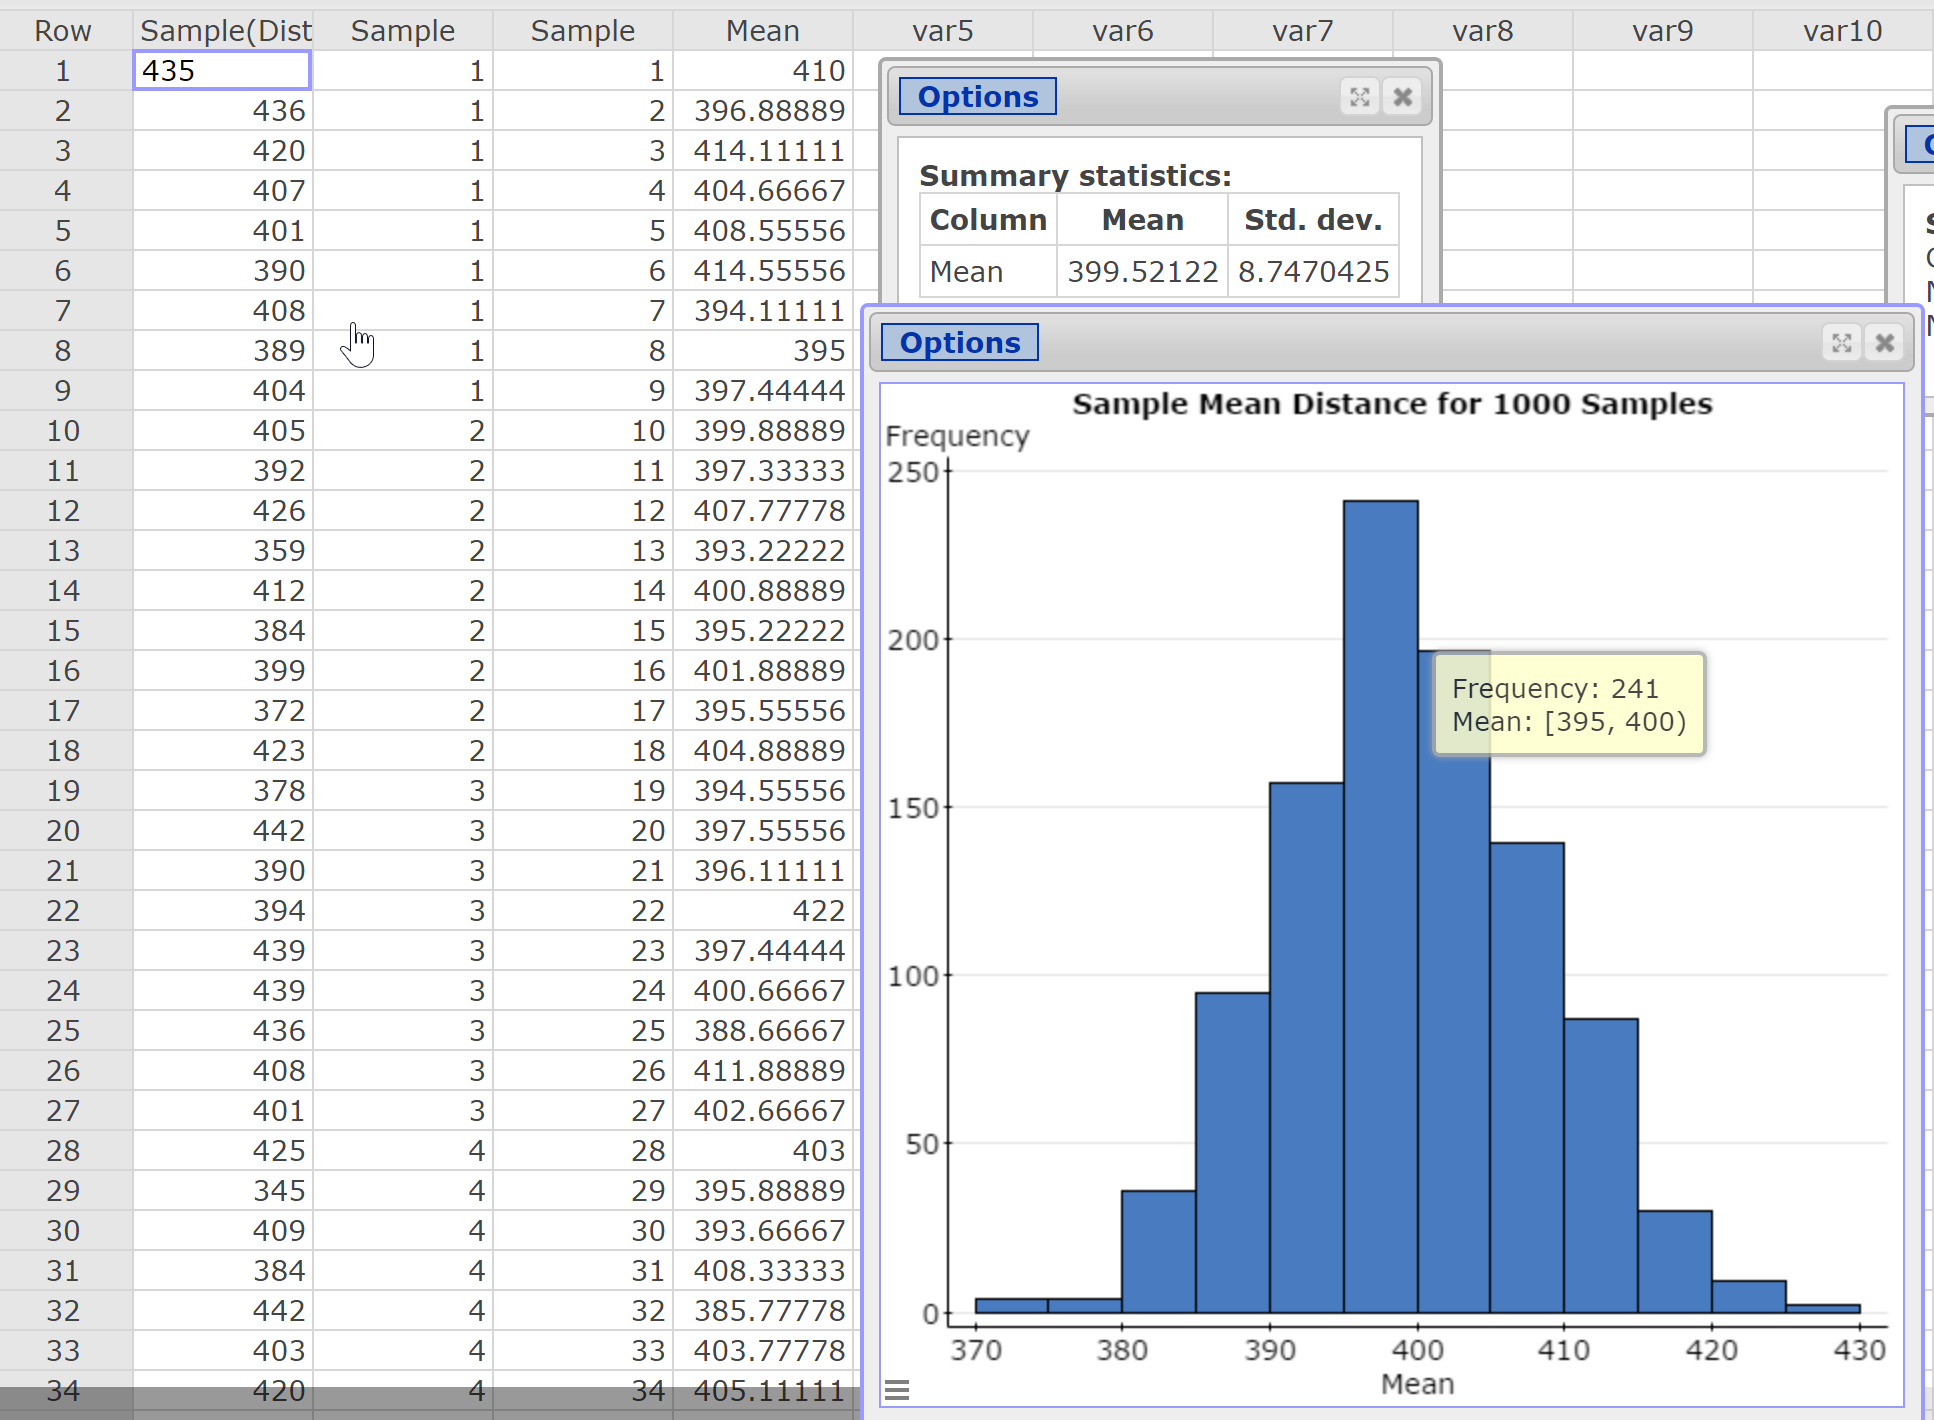 Row Sample(Dist Sample Sample Mean var5 var6 var7 var8 var9 var10
1 435 1 1 410
2 436 1 2 396.88889
3 420 1 3 414.11111
4 407 1 4 404.66667
5 401 1 5 408.55556
6 390 1 6 414.55556
7 408 1 7 394.11111
8 389 1 8 395
9 404 1 9 397.44444
10 405 2 10 399.88889
11 392 2 11 397.33333
12 426 2 12 407.77778
13 359 2 13 393.22222
14 412 2 14 400.88889
15 384 2 15 395.22222
16 399 2 16 401.88889
17 372 2 17 395.55556
18 423 2 18 404.88889
19 378 3 19 394.55556
20 442 3 20 397.55556
21 390 3 21 396.11111
22 394 3 22 422
23 439 3 23 397.44444
24 439 3 24 400.66667
25 436 3 25 388.66667
26 408 3 26 411.88889
27 401 3 27 402.66667
28 425 4 28 403
29 345 4 29 395.88889
30 409 4 30 393.66667
31 384 4 31 408.33333
32 442 4 32 385.77778
33 403 4 33 403.77778
34 420 4 34 405.11111
Options
Summary statistics:
Column Mean Std. dev.
Mean 399.52122 8.7470425
Options
Sample Mean Distance for 1000 Samples
Frequency
250
200
150
100
50
0
Frequency: 241
Mean: [395, 400)
370 380 390 400 410 420 430
Mean